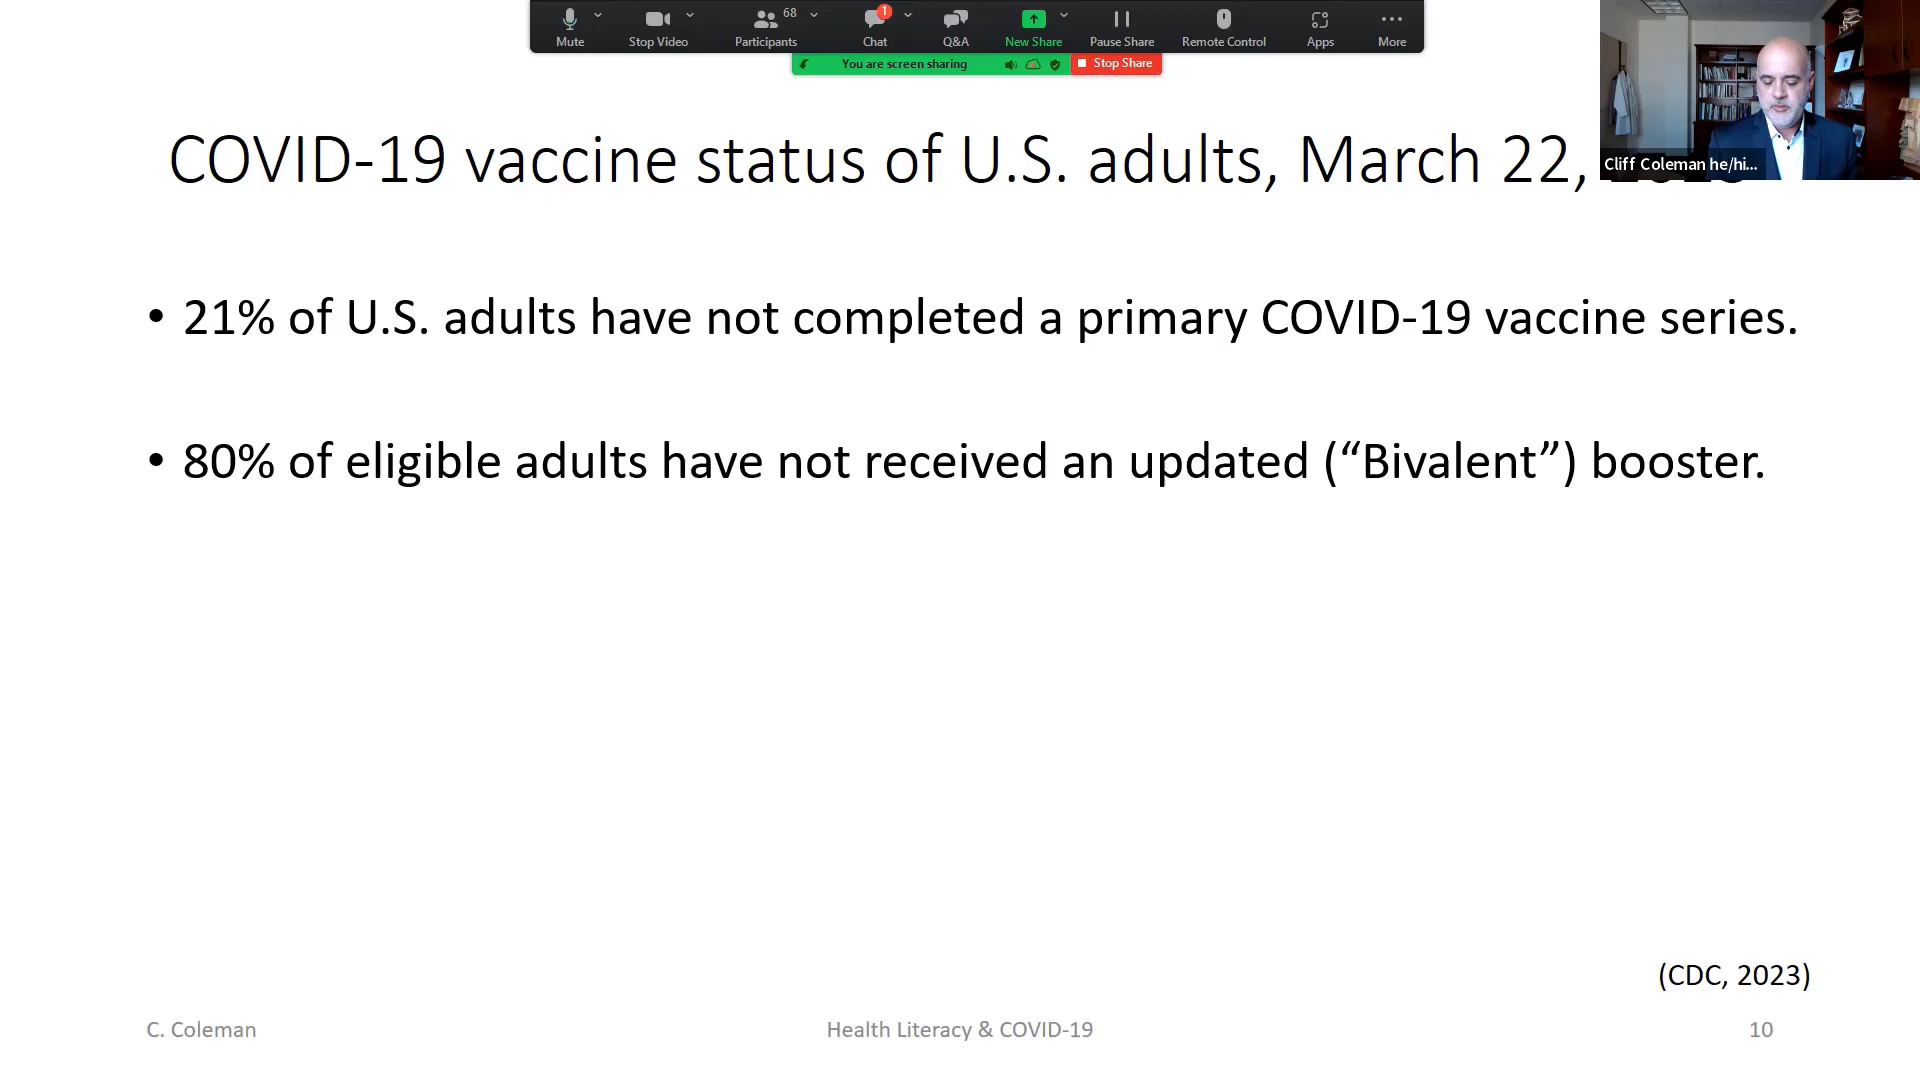 68
1
Mute
Stop Video
Participants
Chat
Q&A
New Share
Pause Share
Remote Control
Apps
More
You are screen sharing
Stop Share
Cliff Coleman he/hi...
COVID-19 vaccine status of U.S. adults, March 22,
• 21% of U.S. adults have not completed a primary COVID-19 vaccine series.
• 80% of eligible adults have not received an updated (“Bivalent”) booster.
(CDC, 2023)
C. Coleman
Health Literacy & COVID-19
10